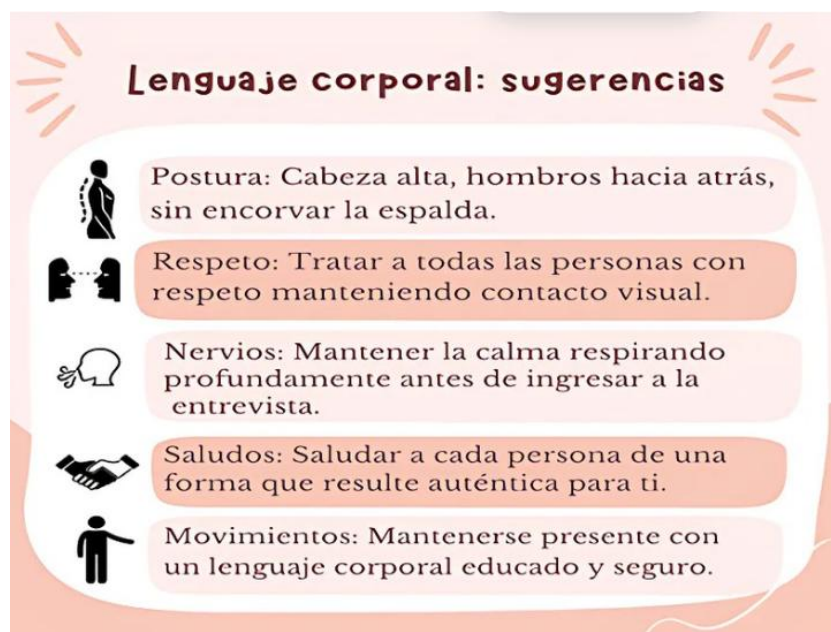 Lenguaje corporal: sugerencias
Postura: Cabeza alta, hombros hacia atrás,
sin encorvar la espalda.
Respeto: Tratar a todas las personas con
respeto manteniendo contacto visual.
Nervios: Mantener la calma respirando
profundamente antes de ingresar a la
entrevista.
Saludos: Saludar a cada persona de una
forma que resulte auténtica para ti.
Movimientos: Mantenerse presente con
un lenguaje corporal educado y seguro.